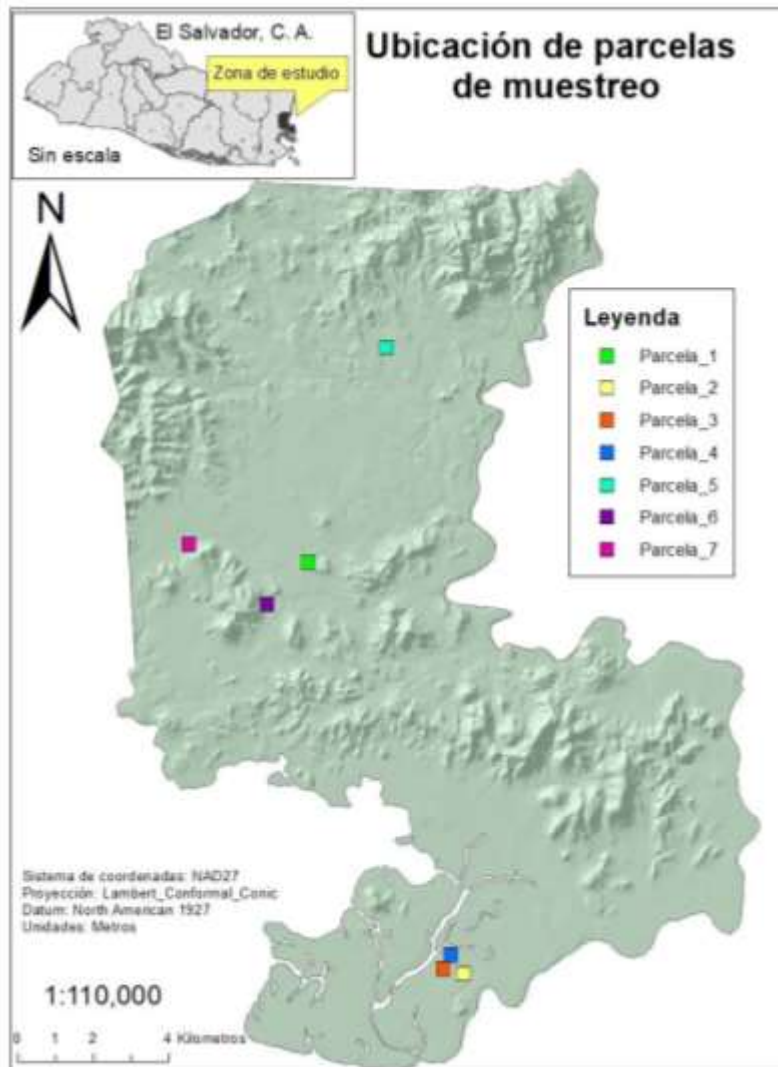 El Salvador, C. A.
Zona de estudio
Sin escala
Ubicación de parcelas
de muestreo
N
Leyenda
Parcela_1
Parcela_2
Parcela_3
Parcela_4
Parcela_5
Parcela_6
Parcela_7
Sistema de coordenadas: NAD27
Proyección: Lambert_Conformal_Conic
Datum: North American 1927
Unidades: Metros
1:110,000
0 2 4 Kilometros